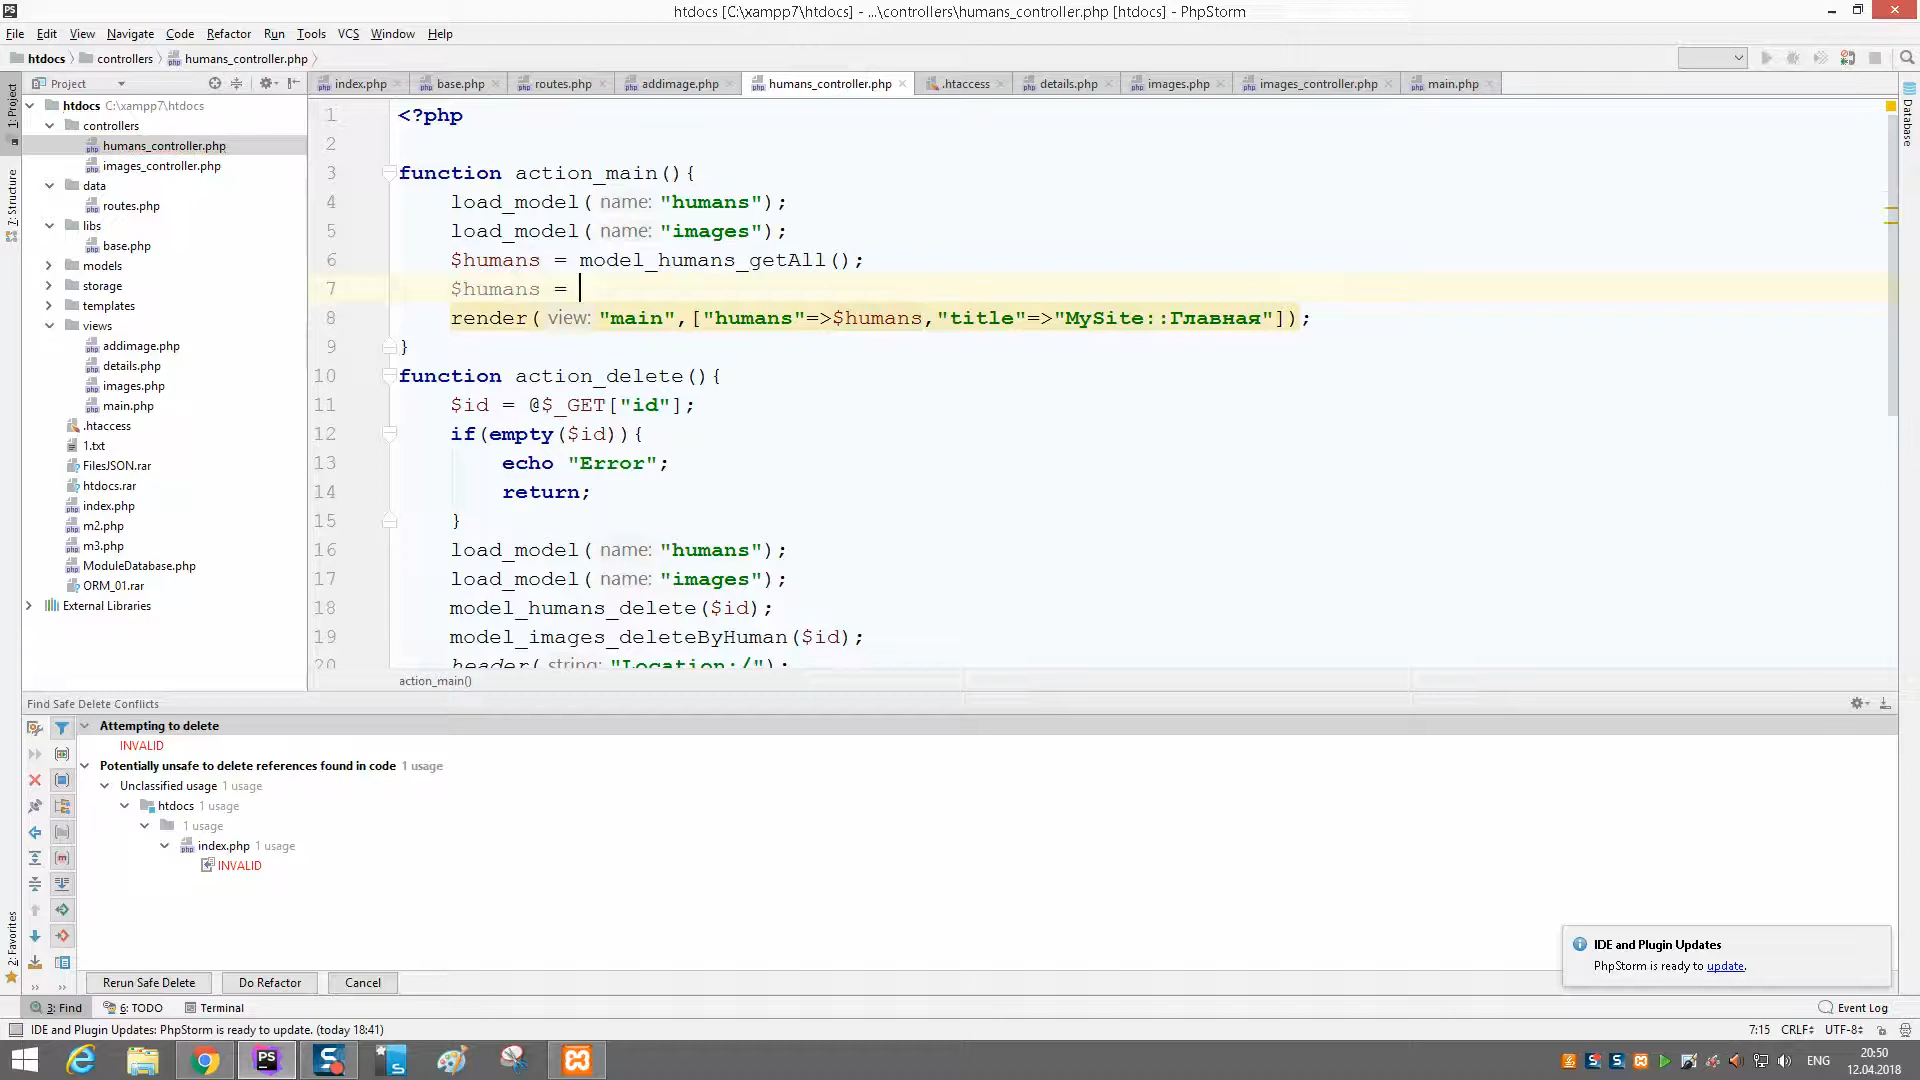 htdocs [C:\xampp7\htdocs] - ...\controllers\humans_controller.php [htdocs] - PhpStorm
File Edit View Navigate Code Refactor Run Tools VCS Window Help
htdocs controllers humans_controller.php
Project
index.php base.php routes.php addimage.php humans_controller.php .htaccess details.php images.php images_controller.php main.php
1: Project
7: Structure
2: Favorites
Database
htdocs C:\xampp7\htdocs
controllers
humans_controller.php
images_controller.php
data
routes.php
libs
base.php
models
storage
templates
views
addimage.php
details.php
images.php
main.php
.htaccess
1.txt
FilesJSON.rar
htdocs.rar
index.php
m2.php
m3.php
ModuleDatabase.php
ORM_01.rar
External Libraries
1 <?php
2
3 function action_main(){
4 load_model( name: "humans");
5 load_model( name: "images");
6 $humans = model_humans_getAll();
7 $humans =
8 render( view: "main",["humans"=>$humans,"title"=>"MySite::Главная"]);
9 }
10 function action_delete(){
11 $id = @$_GET["id"];
12 if(empty($id)){
13 echo "Error";
14 return;
15 }
16 load_model( name: "humans");
17 load_model( name: "images");
18 model_humans_delete($id);
19 model_images_deleteByHuman($id);
20 header( string: "Location:/");
action_main()
Find Safe Delete Conflicts
Attempting to delete
INVALID
Potentially unsafe to delete references found in code 1 usage
Unclassified usage 1 usage
htdocs 1 usage
1 usage
index.php 1 usage
INVALID
IDE and Plugin Updates
PhpStorm is ready to update.
Rerun Safe Delete Do Refactor Cancel
3: Find 6: TODO Terminal Event Log
IDE and Plugin Updates: PhpStorm is ready to update. (today 18:41) 7:15 CRLF UTF-8
ENG 20:50
12.04.2018